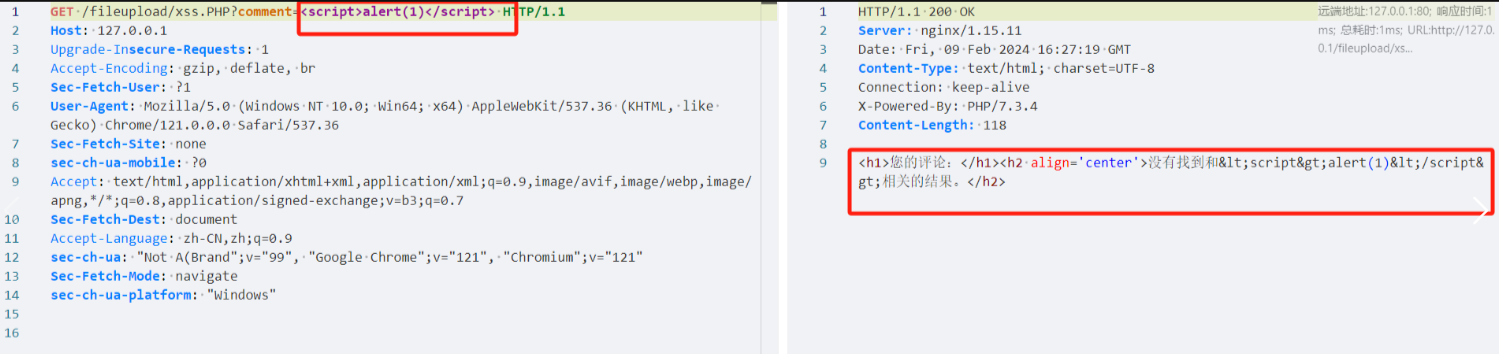 1 GET /fileupload/xss.PHP?comment=<script>alert(1)</script> HTTP/1.1
2 Host: 127.0.0.1
3 Upgrade-Insecure-Requests: 1
4 Accept-Encoding: gzip, deflate, br
5 Sec-Fetch-User: ?1
6 User-Agent: Mozilla/5.0 (Windows NT 10.0; Win64; x64) AppleWebKit/537.36 (KHTML, like
Gecko) Chrome/121.0.0.0 Safari/537.36
7 Sec-Fetch-Site: none
8 sec-ch-ua-mobile: ?0
9 Accept: text/html,application/xhtml+xml,application/xml;q=0.9,image/avif,image/webp,image/
apng,*/*;q=0.8,application/signed-exchange;v=b3;q=0.7
10 Sec-Fetch-Dest: document
11 Accept-Language: zh-CN,zh;q=0.9
12 sec-ch-ua: "Not A(Brand";v="99", "Google Chrome";v="121", "Chromium";v="121"
13 Sec-Fetch-Mode: navigate
14 sec-ch-ua-platform: "Windows"
15
16
1 HTTP/1.1 200 OK
2 Server: nginx/1.15.11
3 Date: Fri, 09 Feb 2024 16:27:19 GMT
4 Content-Type: text/html; charset=UTF-8
5 Connection: keep-alive
6 X-Powered-By: PHP/7.3.4
7 Content-Length: 118
8
9 <h1>您的评论：</h1><h2 align='center'>没有找到和&lt;script&gt;alert(1)&lt;/script&
gt;相关的结果。</h2>
远端地址:127.0.0.1:80; 响应时间:1
ms; 总耗时:1ms; URL:http://127.0.
0.1/fileupload/xs...